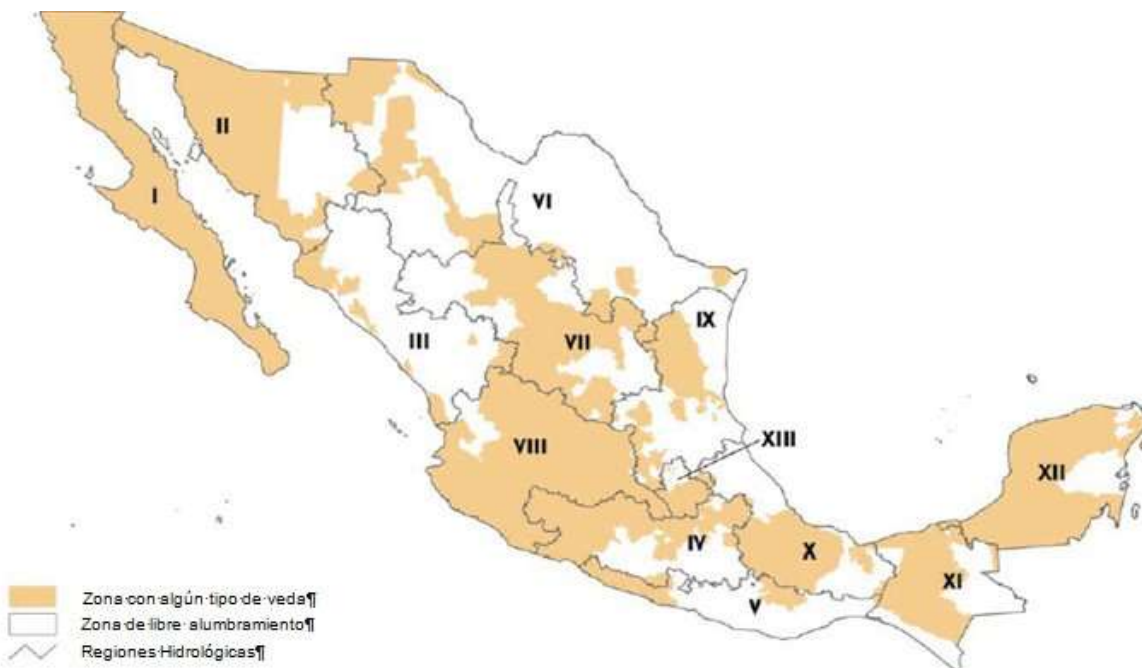 II
I
VI
IX
III
VII
XIII
VIII
XII
IV
X
XI
V
Zona·con·algún·tipo·de·veda¶
Zona·de·libre·alumbramiento¶
Regiones·Hidrológicas¶